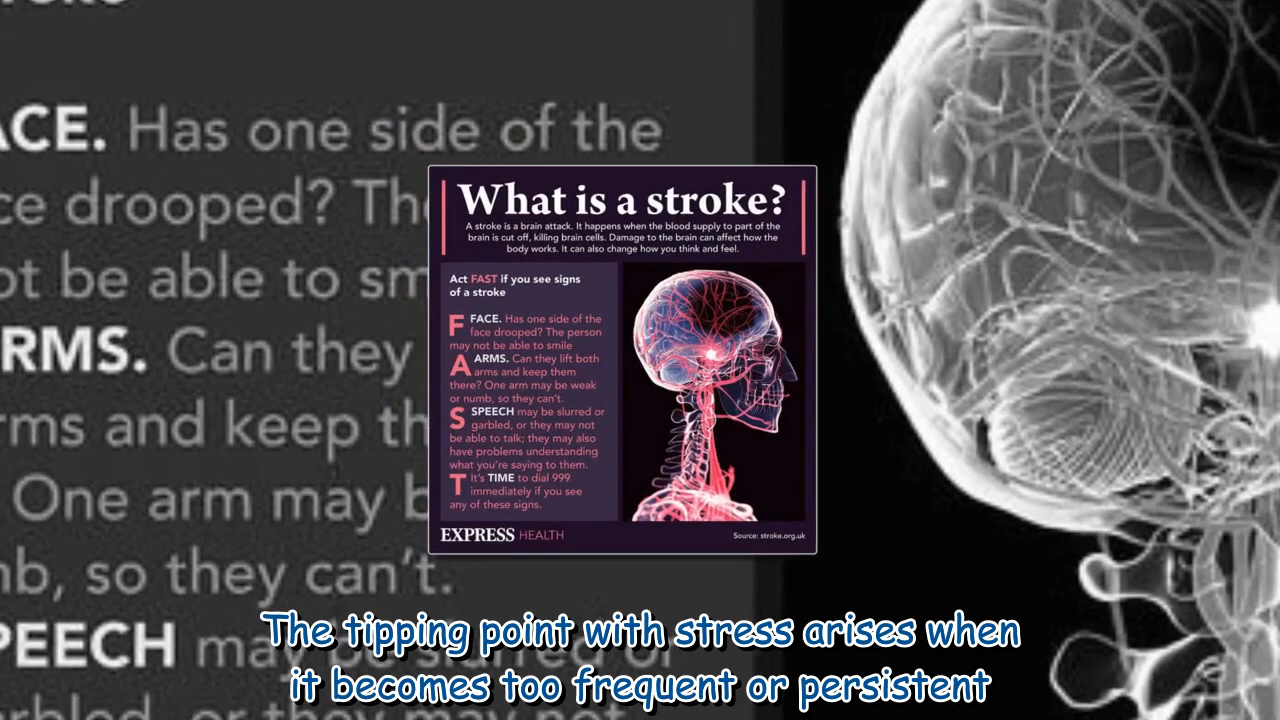 ACE. Has one side of the
ce drooped? The
ot be able to sm
RMS. Can they
rms and keep th
One arm may b
nb, so they can't.
PEECH may be slurred or
What is a stroke?
A stroke is a brain attack. It happens when the blood supply to part of the
brain is cut off, killing brain cells. Damage to the brain can affect how the
body works. It can also change how you think and feel.
Act FAST if you see signs
of a stroke
FACE. Has one side of the
face drooped? The person
may not be able to smile
ARMS. Can they lift both
arms and keep them
there? One arm may be weak
or numb, so they can't.
SPEECH may be slurred or
garbled, or they may not
be able to talk; they may also
have problems understanding
what you're saying to them.
T It's TIME to dial 999
immediately if you see
any of these signs.
EXPRESS HEALTH
Source: stroke.org.uk
The tipping point with stress arises when
it becomes too frequent or persistent